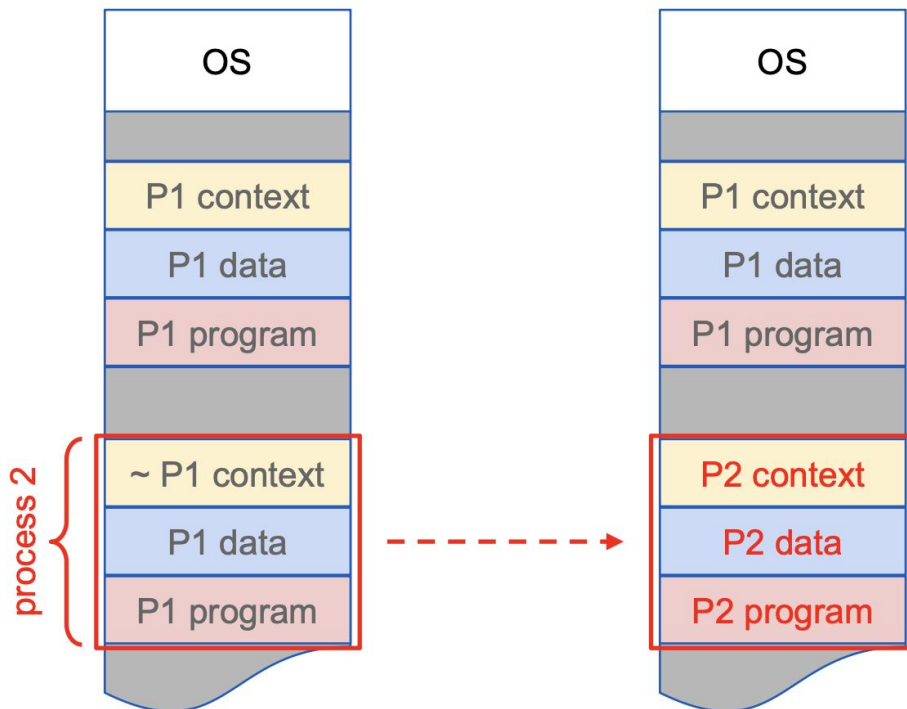 OS
P1 context
P1 data
P1 program
process 2
~ P1 context
P1 data
P1 program
OS
P1 context
P1 data
P1 program
P2 context
P2 data
P2 program